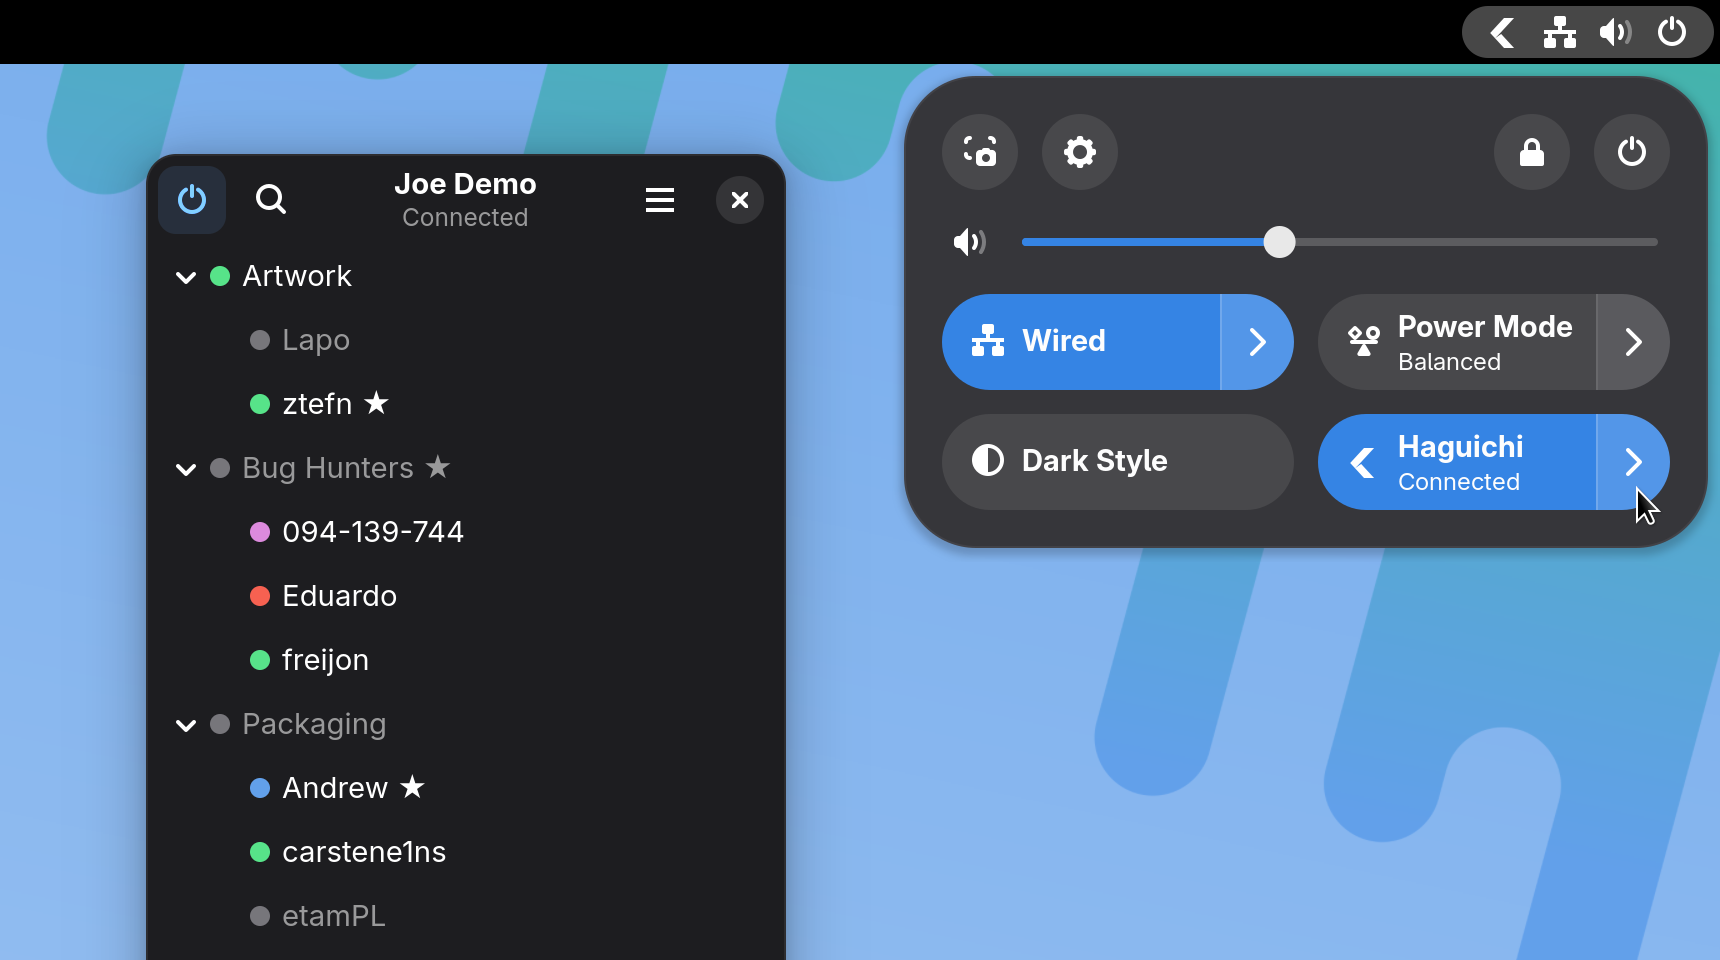 Joe Demo
Connected
Artwork
Lapo
ztefn ★
Bug Hunters ★
094-139-744
Eduardo
freijon
Packaging
Andrew ★
carstene1ns
etamPL
Wired
Power Mode
Balanced
Dark Style
Haguichi
Connected